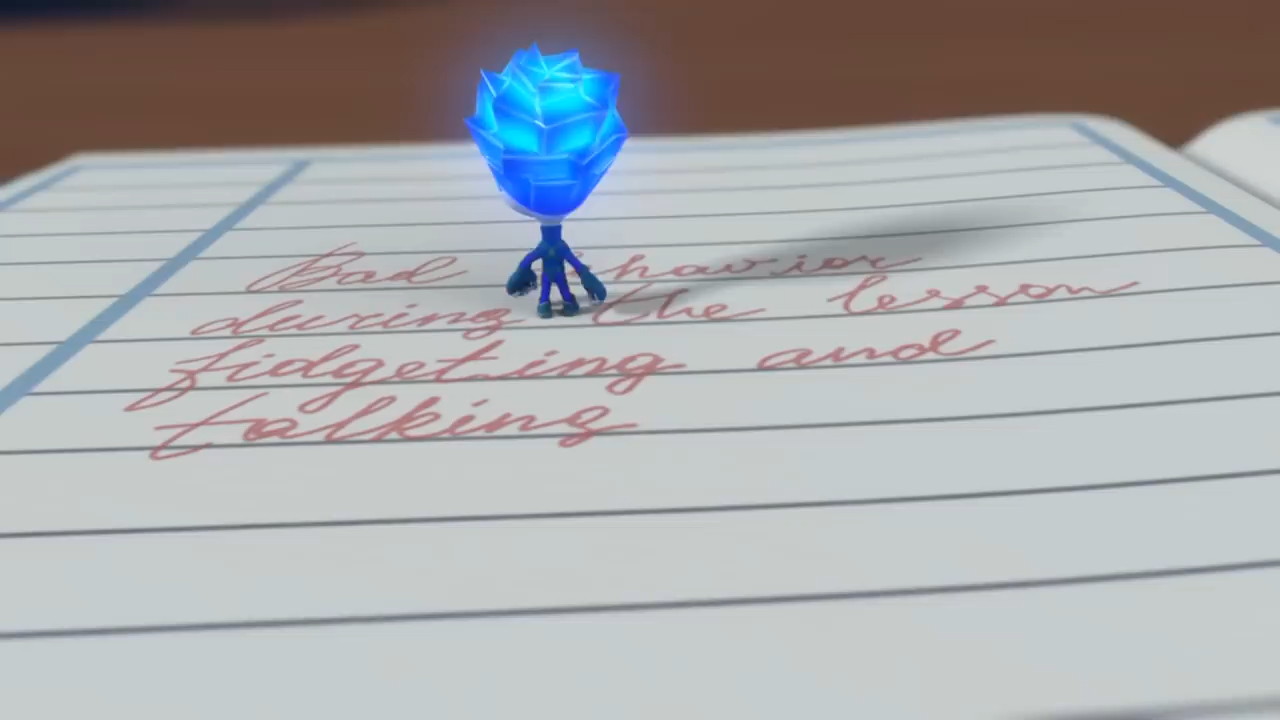 Bad behavior
during the lesson
fidgeting and
talking